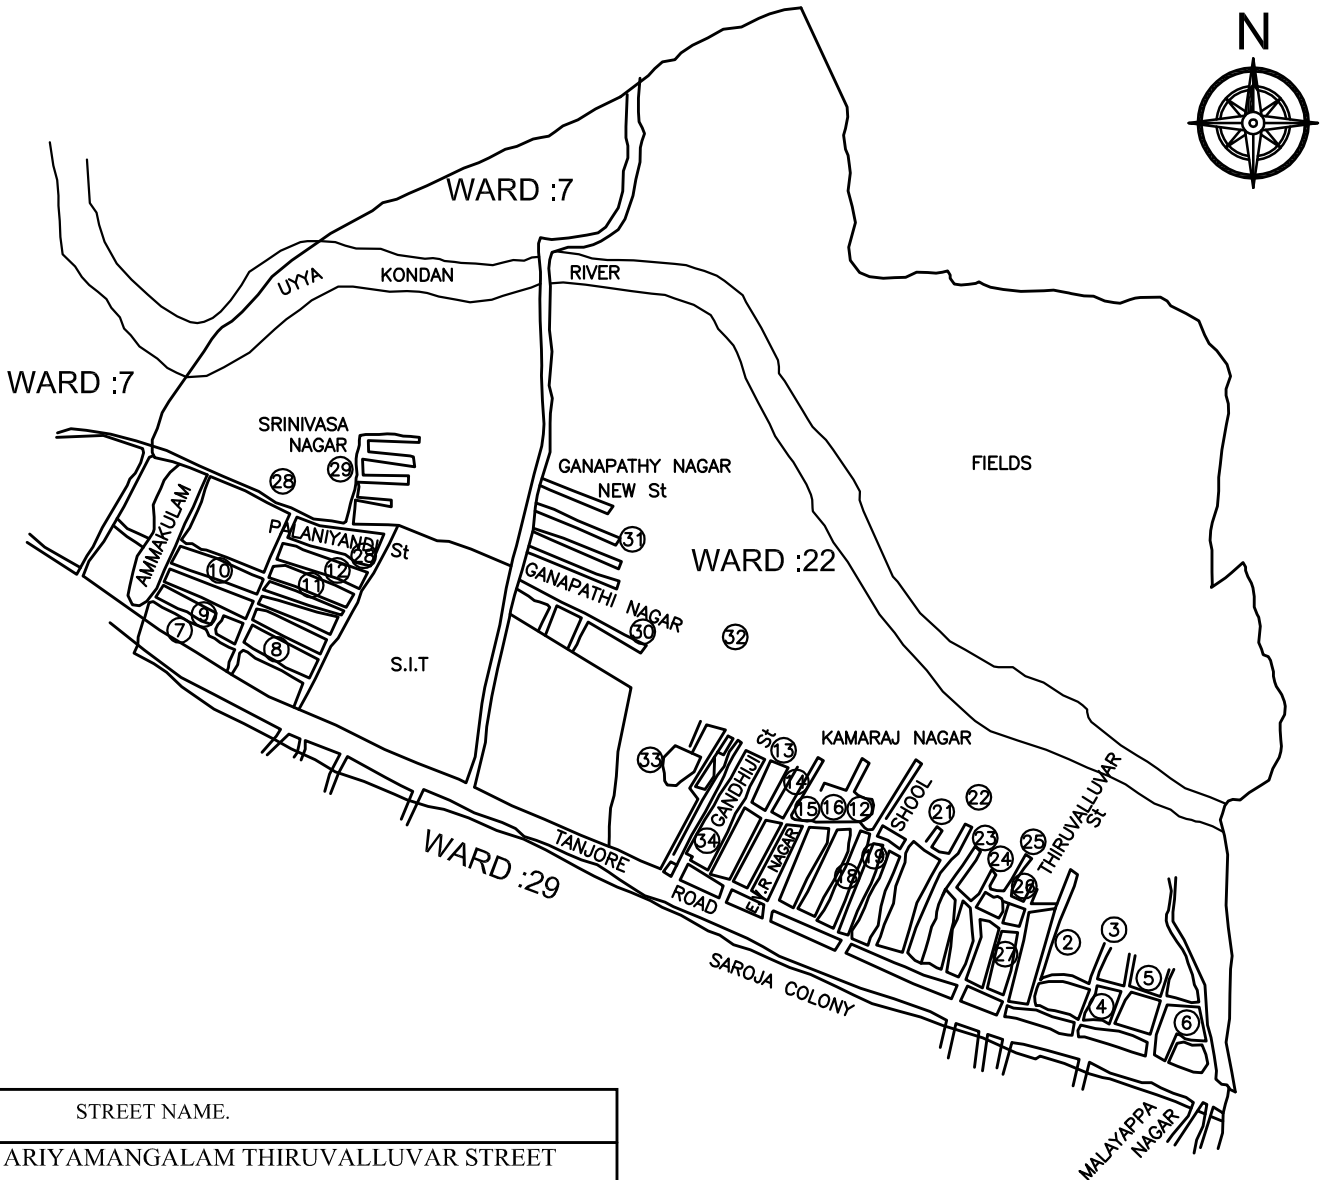 N
WARD :7
UYYA KONDAN RIVER
WARD :7
SRINIVASA
NAGAR
28
29
FIELDS
GANAPATHY NAGAR
NEW St
31
WARD :22
AMMAKULAM
PALANIYANDI St
28
12
11
10
9
7
8
S.I.T
GANAPATHI NAGAR
30
32
33
GANDHIJI St
34
13
14
KAMARAJ NAGAR
15
16
12
SHOOL
E.V.R NAGAR
18
19
21
22
23
24
25
26
27
THIRUVALLUVAR
St
2
3
4
5
6
TANJORE ROAD
WARD :29
SAROJA COLONY
MALAYAPPA
NAGAR
STREET NAME.
ARIYAMANGALAM THIRUVALLUVAR STREET